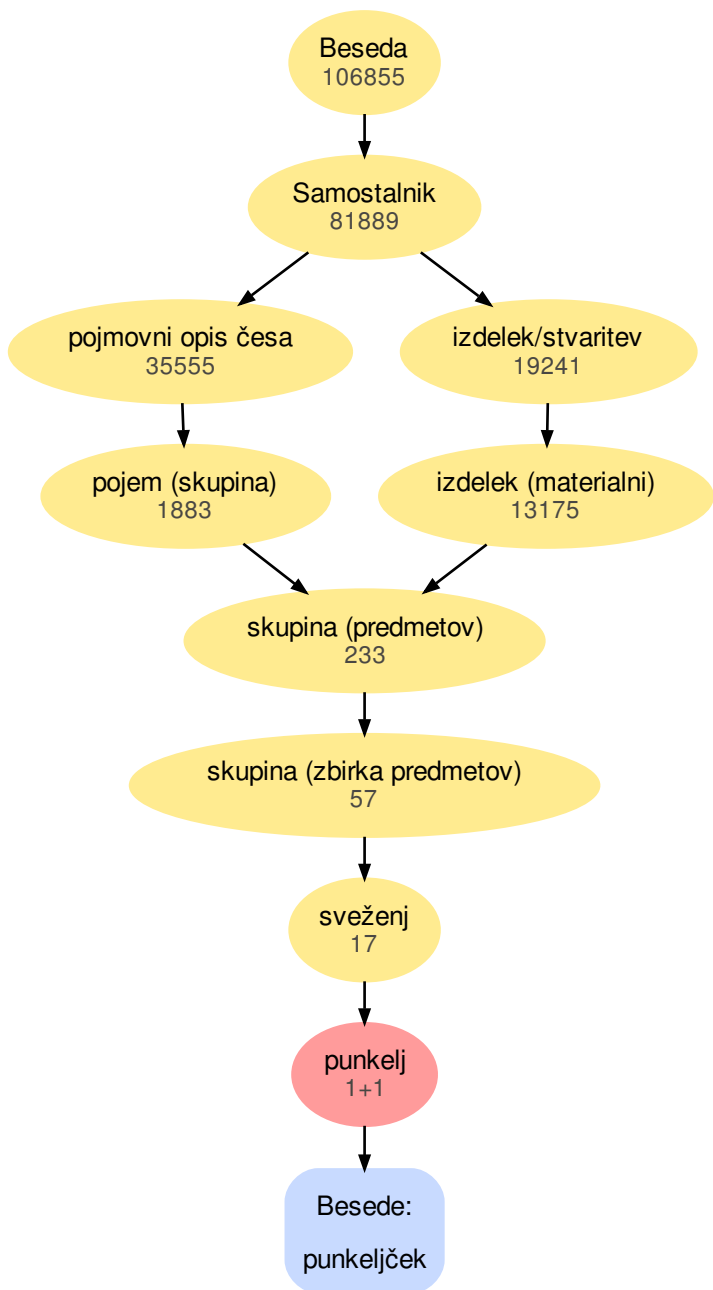 Beseda
106855
Samostalnik
81889
pojmovni opis česa
35555
izdelek/stvaritev
19241
pojem (skupina)
1883
izdelek (materialni)
13175
skupina (predmetov)
233
skupina (zbirka predmetov)
57
sveženj
17
punkelj
1+1
Besede:
punkeljček